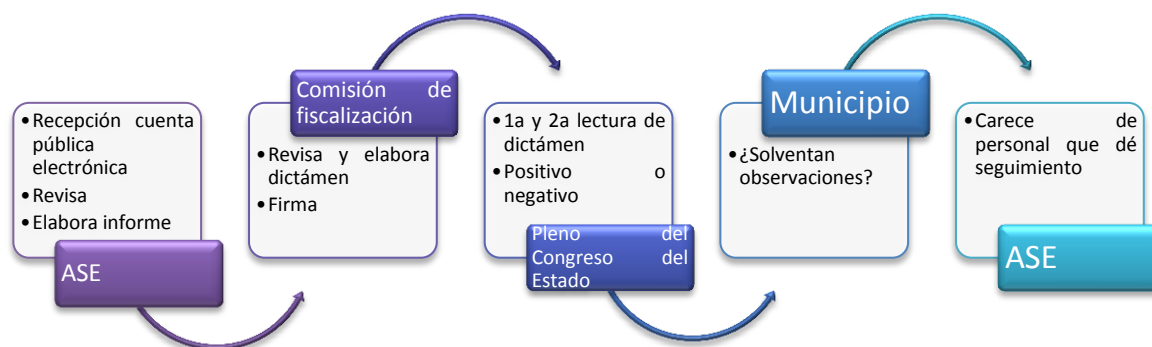 • Recepción cuenta
pública
electrónica
• Revisa
• Elabora informe
ASE
Comisión de
fiscalización
• Revisa y elabora
dictámen
• Firma
• 1a y 2a lectura de
dictámen
• Positivo o
negativo
Pleno del
Congreso del
Estado
Municipio
• ¿Solventan
observaciones?
• Carece de
personal que dé
seguimiento
ASE